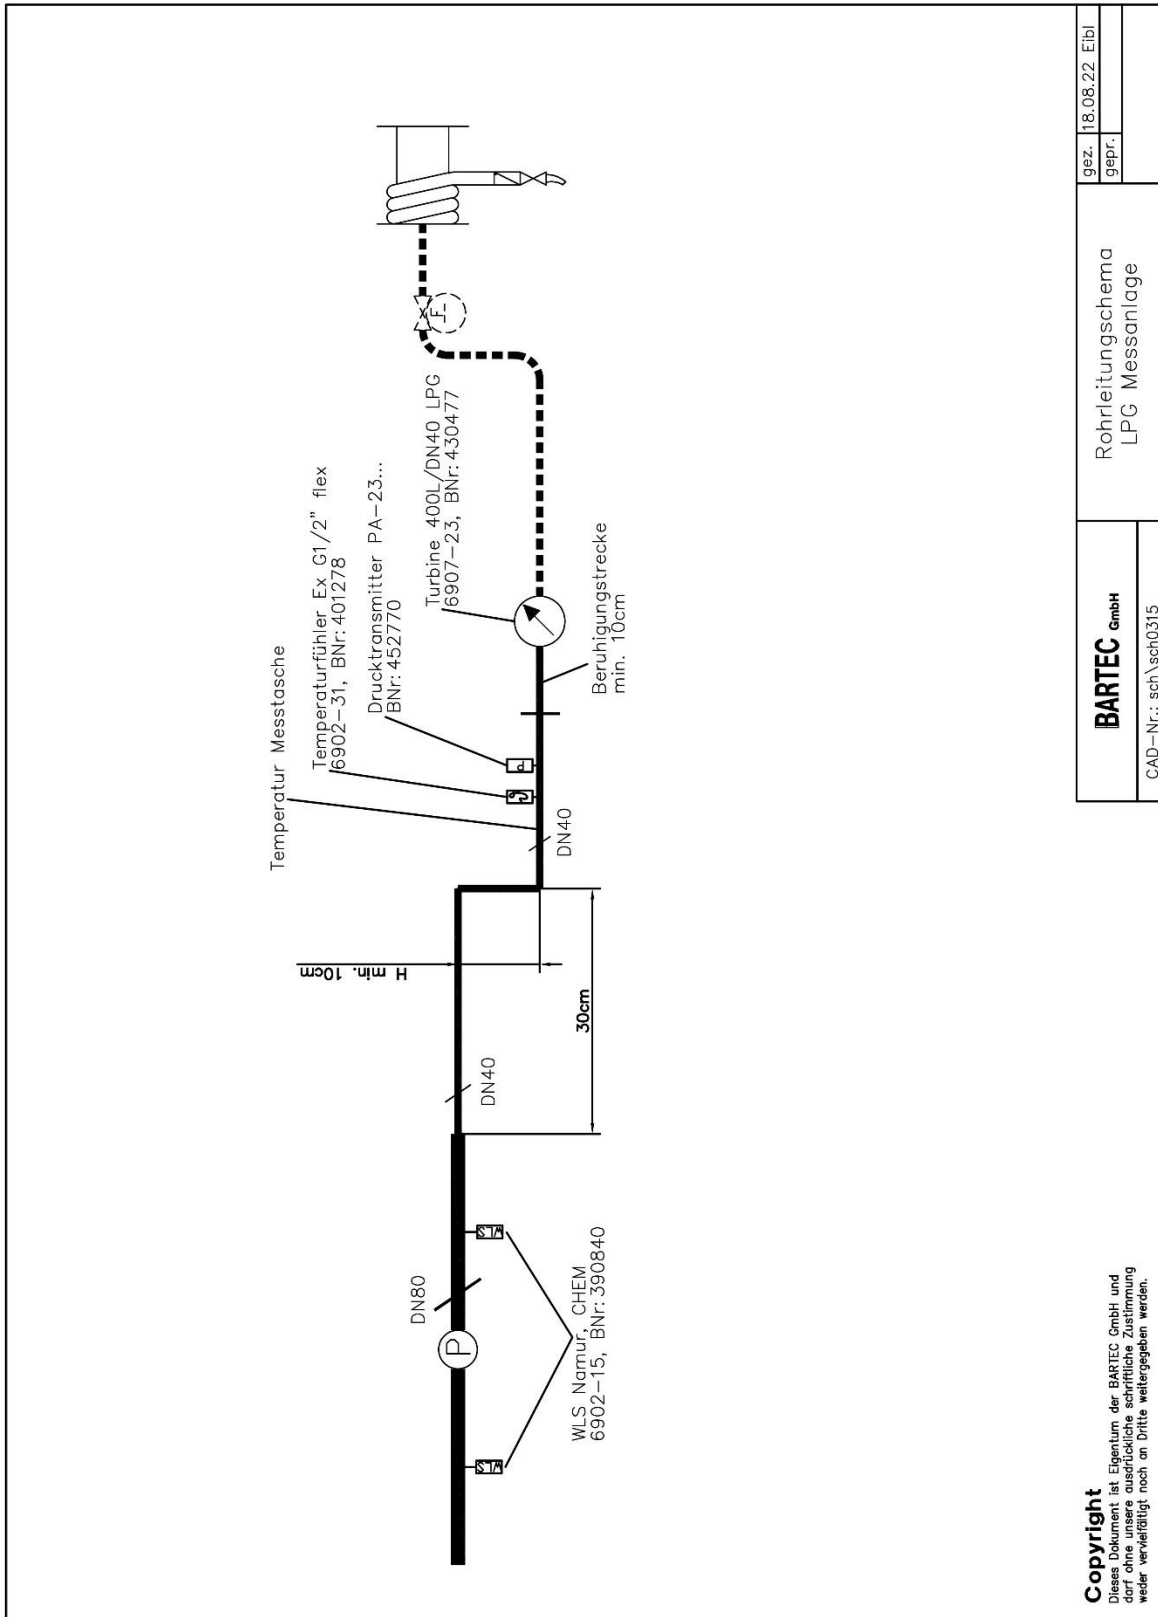 Temperatur Messtasche
Temperaturfühler Ex G1/2" flex
6902-31, BNr: 401278
Drucktransmitter PA-23...
BNr: 452770
Turbine 400L/DN40 LPG
6907-23, BNr: 430477
H min. 10cm
F
P
DN80
DN40
P
DN40
Beruhigungstrecke
min. 10cm
30cm
WLS
WLS
WLS Namur, CHEM
6902-15, BNr: 390840
Copyright
Dieses Dokument ist Eigentum der BARTEC GmbH und
darf ohne unsere ausdrückliche schriftliche Zustimmung
weder vervielfältigt noch an Dritte weitergegeben werden.
BARTEC GmbH
CAD-Nr.: sch\sch0315
Rohrleitungschema
LPG Messanlage
gez. 18.08.22 Eibl
gepr.